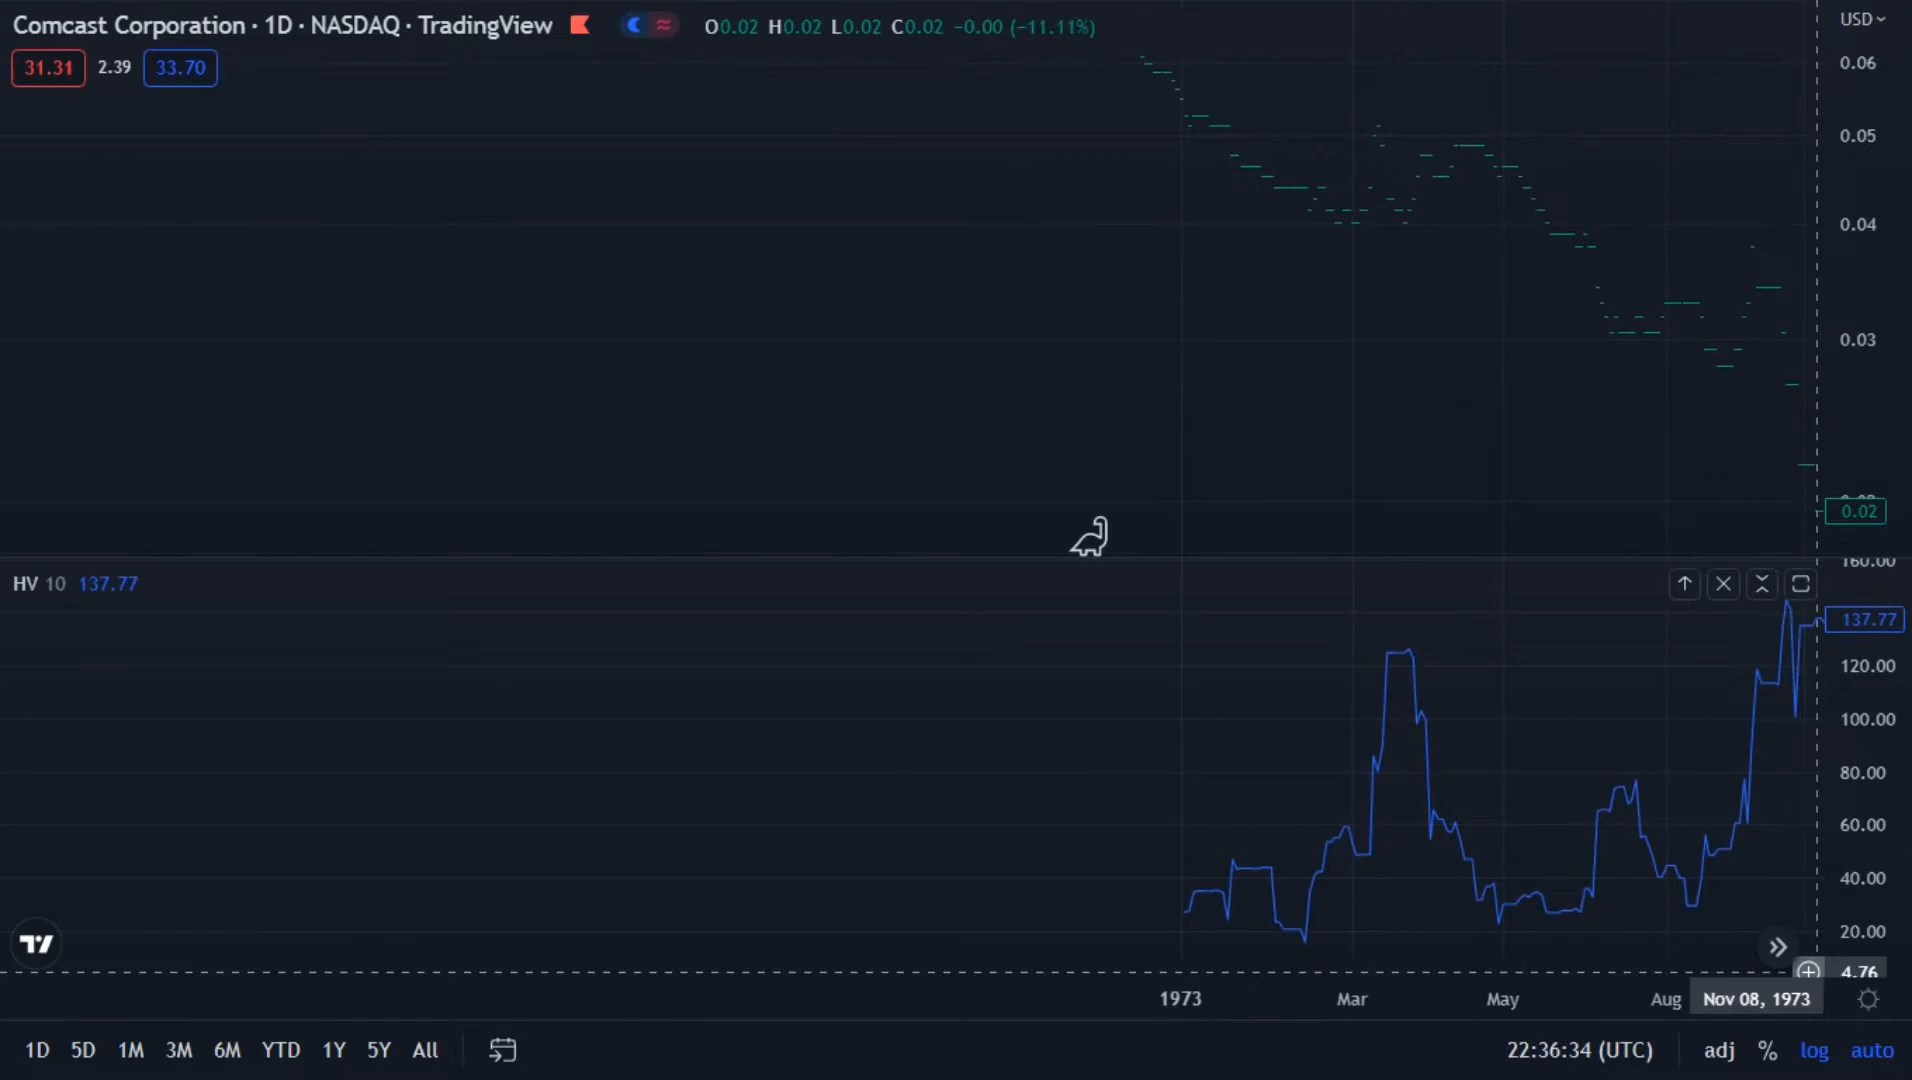 Comcast Corporation · 1D · NASDAQ · TradingView O0.02 H0.02 L0.02 C0.02 −0.00 (−11.11%) USD
31.31 2.39 33.70
0.06
0.05
0.04
0.03
0.02
160.00
HV 10 137.77
137.77
120.00
100.00
80.00
60.00
40.00
20.00
4.76
1973 Mar May Aug Nov 08, 1973
1D 5D 1M 3M 6M YTD 1Y 5Y All 22:36:34 (UTC) adj % log auto